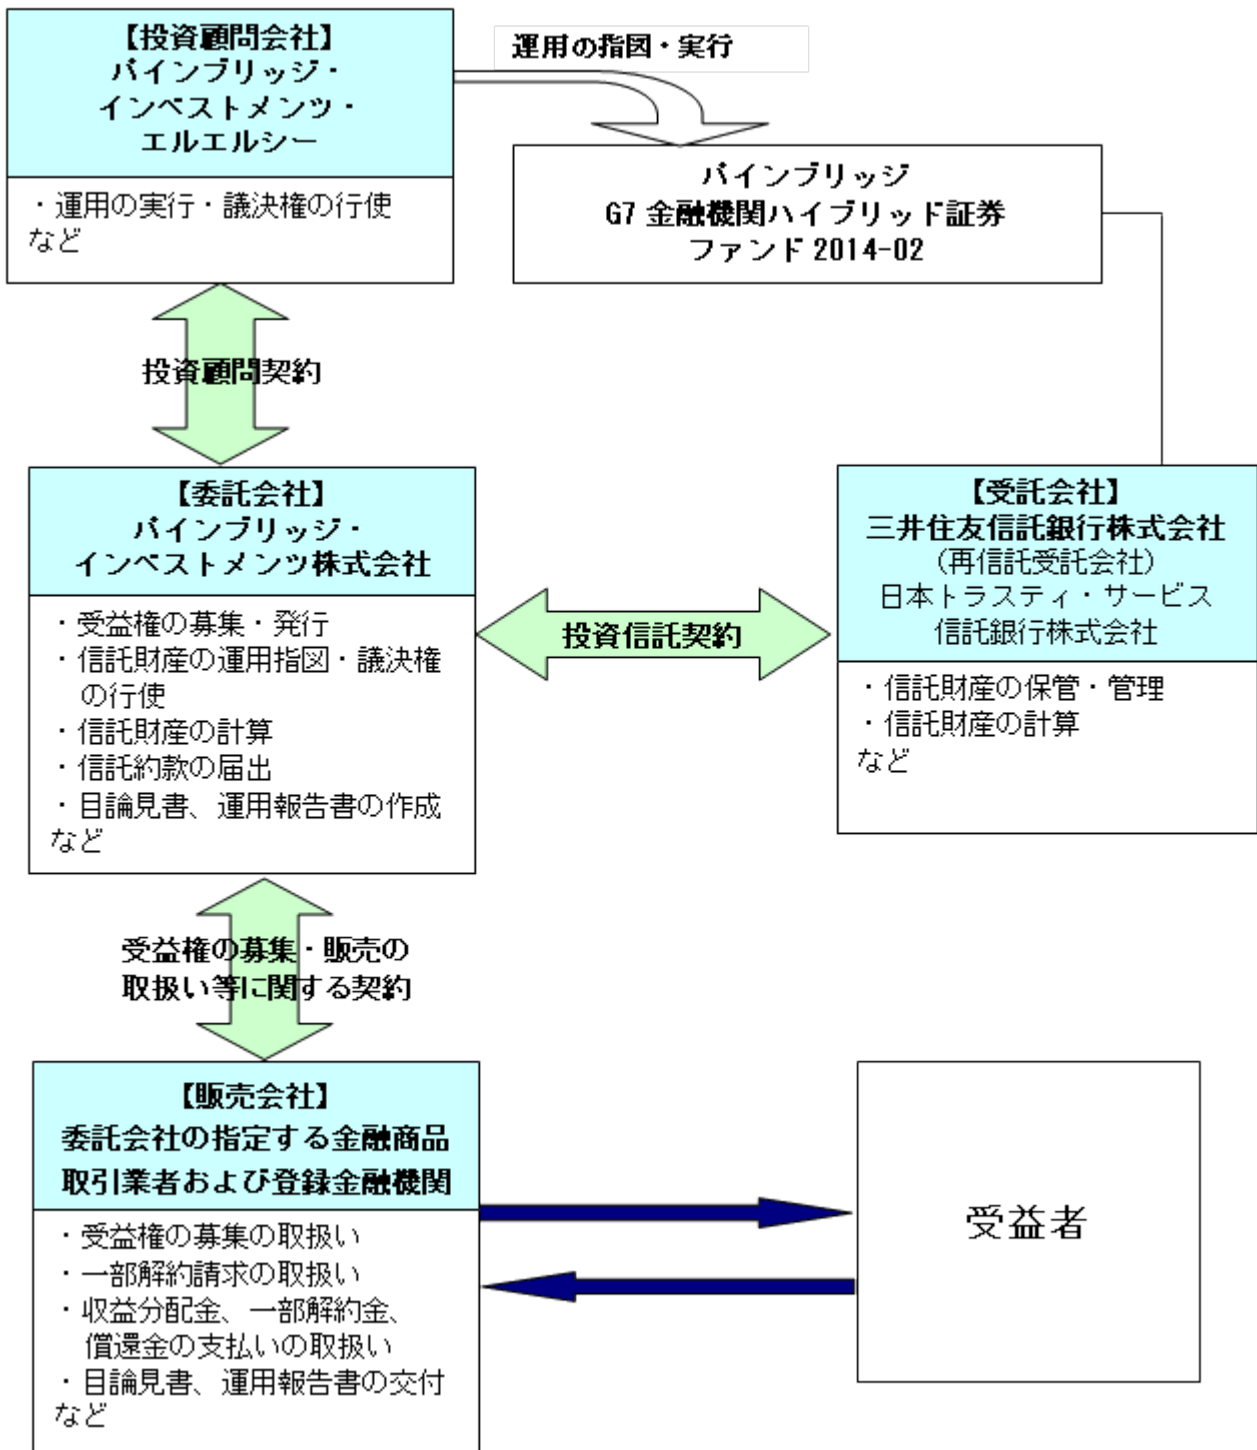 【投資顧問会社】
パインブリッジ・
インベストメンツ・
エルエルシー
・運用の実行・議決権の行使
など
運用の指図・実行
パインブリッジ
G7 金融機関ハイブリッド証券
ファンド 2014-02
投資顧問契約
【委託会社】
パインブリッジ・
インベストメンツ株式会社
・受益権の募集・発行
・信託財産の運用指図・議決権
の行使
・信託財産の計算
・信託約款の届出
・目論見書、運用報告書の作成
など
投資信託契約
【受託会社】
三井住友信託銀行株式会社
(再信託受託会社)
日本トラスティ・サービス
信託銀行株式会社
・信託財産の保管・管理
・信託財産の計算
など
受益権の募集・販売の
取扱い等に関する契約
【販売会社】
委託会社の指定する金融商品
取引業者および登録金融機関
・受益権の募集の取扱い
・一部解約請求の取扱い
・収益分配金、一部解約金、
償還金の支払いの取扱い
・目論見書、運用報告書の交付
など
受益者